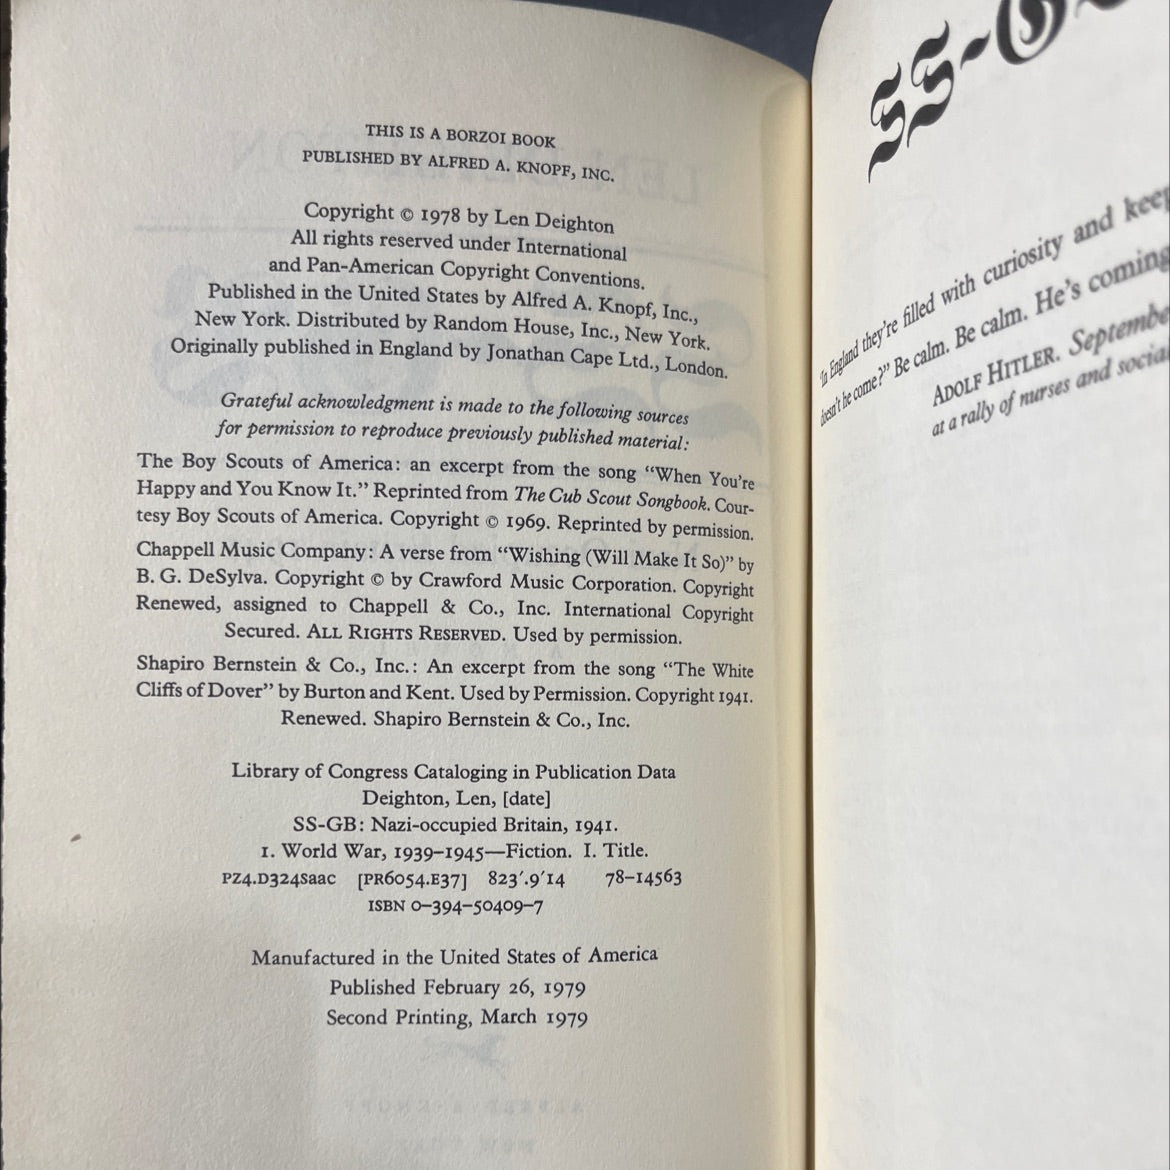 THIS IS A BORZOI BOOK
PUBLISHED BY ALFRED A. KNOPF, INC.
Copyright © 1978 by Len Deighton
All rights reserved under International
and Pan-American Copyright Conventions.
Published in the United States by Alfred A. Knopf, Inc.,
New York. Distributed by Random House, Inc., New York.
Originally published in England by Jonathan Cape Ltd., London.
Grateful acknowledgment is made to the following sources
for permission to reproduce previously published material:
The Boy Scouts of America: an excerpt from the song “When You’re
Happy and You Know It.” Reprinted from The Cub Scout Songbook. Cour-
tesy Boy Scouts of America. Copyright © 1969. Reprinted by permission.
Chappell Music Company: A verse from “Wishing (Will Make It So)” by
B. G. DeSylva. Copyright © by Crawford Music Corporation. Copyright
Renewed, assigned to Chappell & Co., Inc. International Copyright
Secured. ALL RIGHTS RESERVED. Used by permission.
Shapiro Bernstein & Co., Inc.: An excerpt from the song “The White
Cliffs of Dover” by Burton and Kent. Used by Permission. Copyright 1941.
Renewed. Shapiro Bernstein & Co., Inc.
Library of Congress Cataloging in Publication Data
Deighton, Len, [date]
SS-GB: Nazi-occupied Britain, 1941.
1. World War, 1939–1945—Fiction. I. Title.
PZ4.D324Saac [PR6054.E37] 823′.9′14 78–14563
ISBN 0–394–50409–7
Manufactured in the United States of America
Published February 26, 1979
Second Printing, March 1979
SS-
“In England they’re filled with curiosity and keep
doesn’t he come?” Be calm. Be calm. He’s coming
ADOLF HITLER. Septembe
at a rally of nurses and social